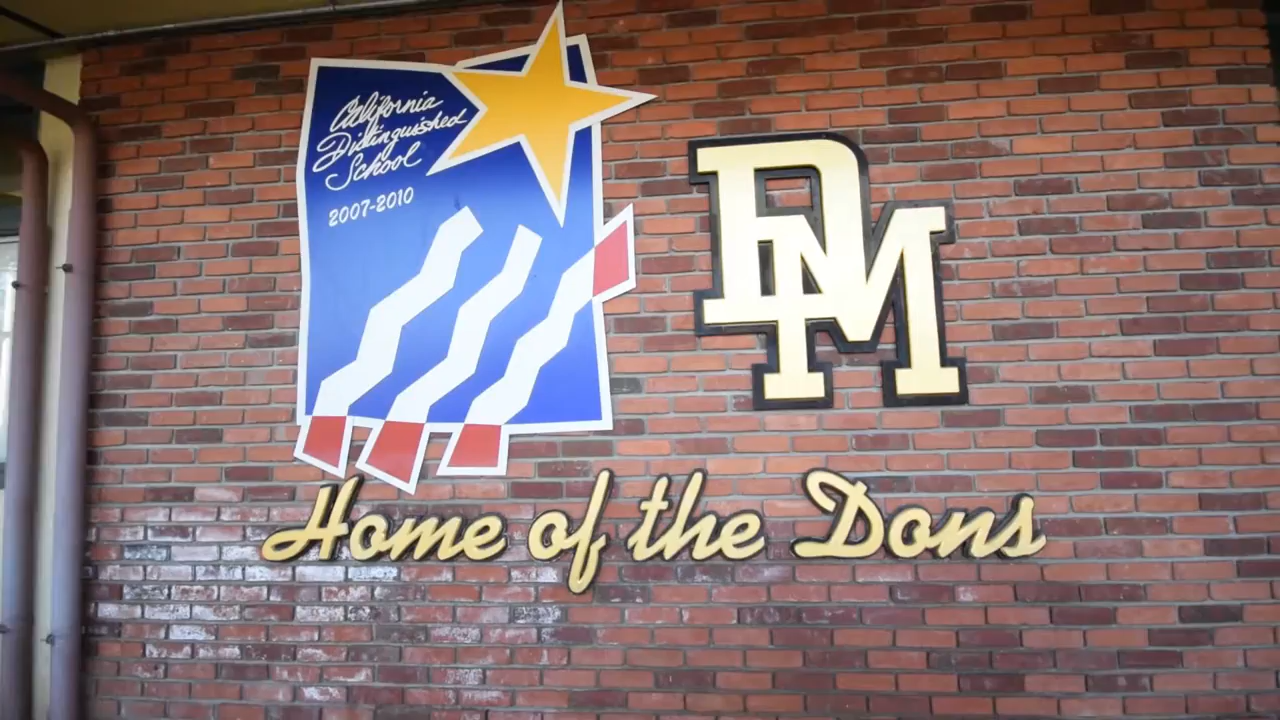 California
Distinguished
School
2007-2010
DM
Home of the Dons